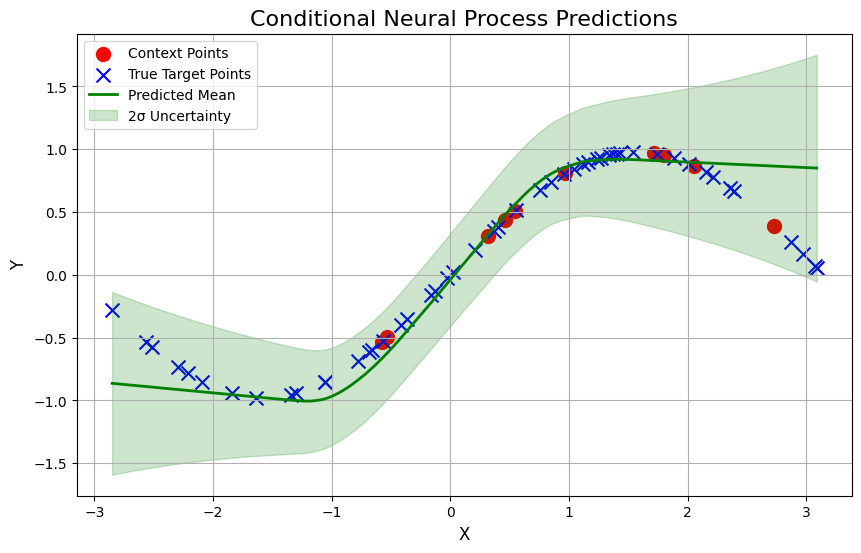 Conditional Neural Process Predictions
Context Points
True Target Points
Predicted Mean
2σ Uncertainty
Y
1.5
1.0
0.5
0.0
−0.5
−1.0
−1.5
−3
−2
−1
0
1
2
3
X